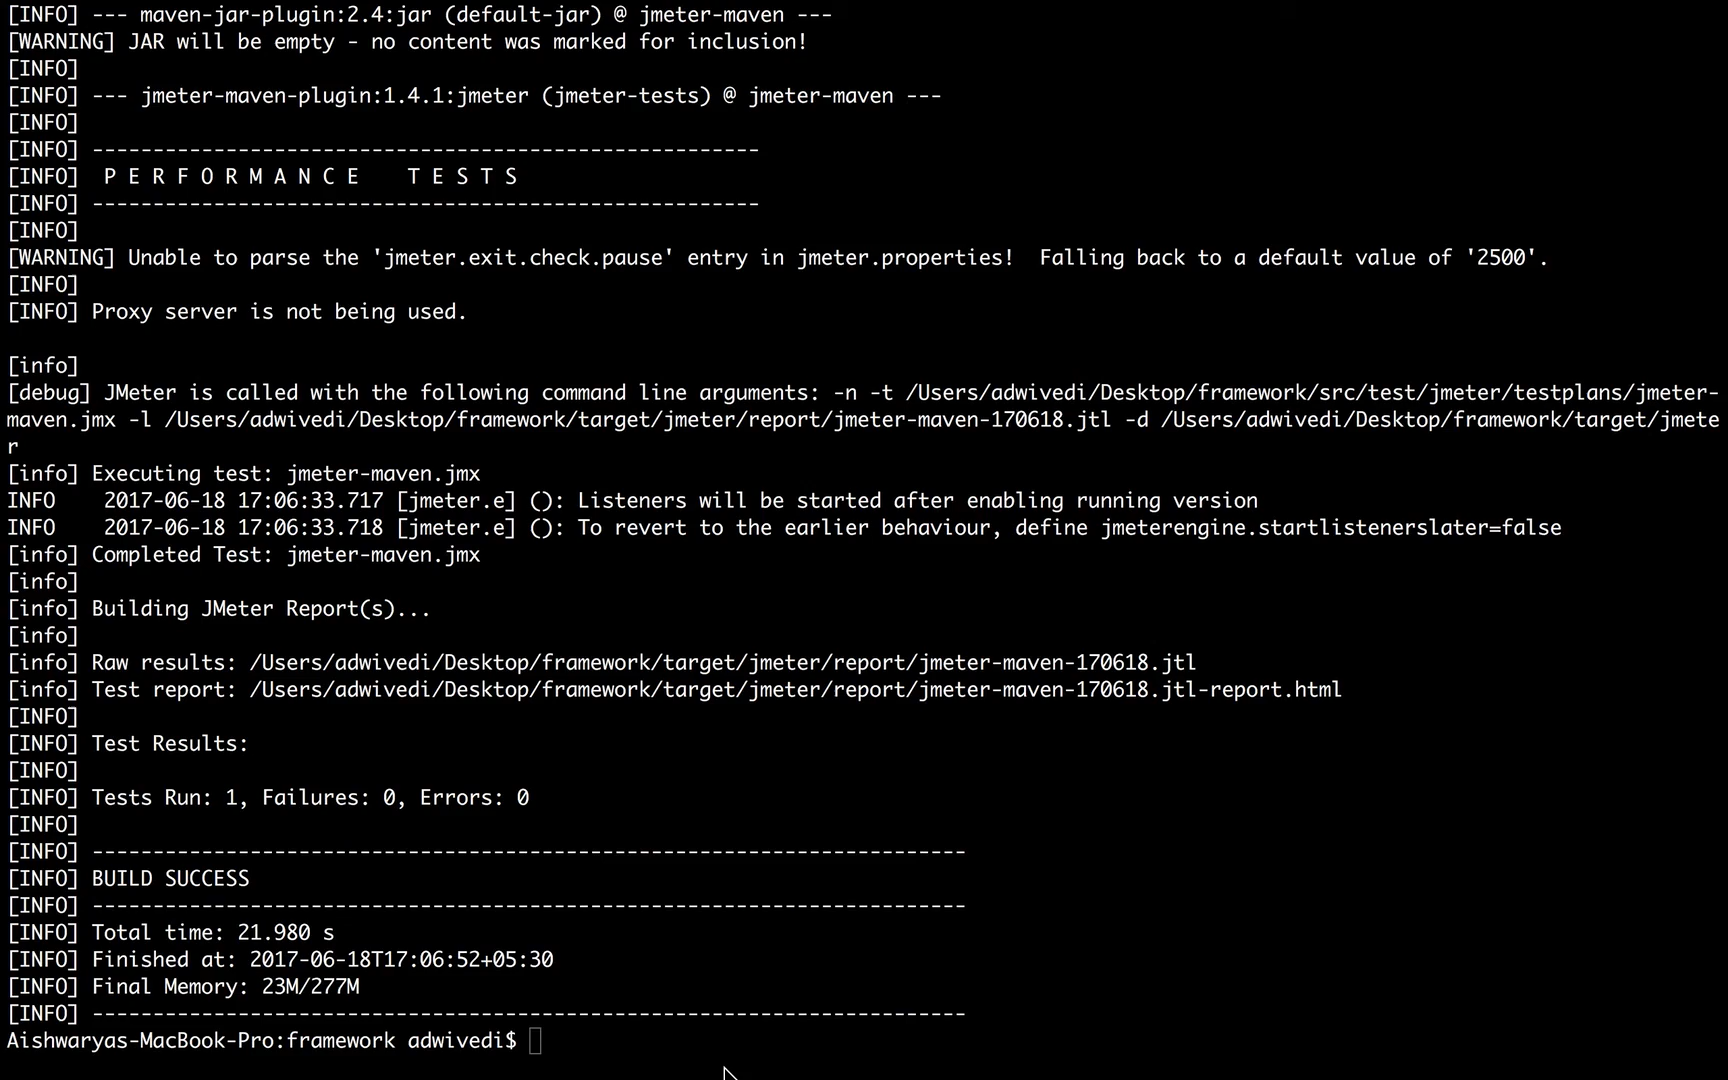 [INFO] --- maven-jar-plugin:2.4:jar (default-jar) @ jmeter-maven ---
[WARNING] JAR will be empty - no content was marked for inclusion!
[INFO]
[INFO] --- jmeter-maven-plugin:1.4.1:jmeter (jmeter-tests) @ jmeter-maven ---
[INFO]
[INFO] -------------------------------------------------------
[INFO]  P E R F O R M A N C E    T E S T S
[INFO] -------------------------------------------------------
[INFO]
[WARNING] Unable to parse the 'jmeter.exit.check.pause' entry in jmeter.properties!  Falling back to a default value of '2500'.
[INFO]
[INFO] Proxy server is not being used.
[info]
[debug] JMeter is called with the following command line arguments: -n -t /Users/adwivedi/Desktop/framework/src/test/jmeter/testplans/jmeter-
maven.jmx -l /Users/adwivedi/Desktop/framework/target/jmeter/report/jmeter-maven-170618.jtl -d /Users/adwivedi/Desktop/framework/target/jmete
r
[info] Executing test: jmeter-maven.jmx
INFO    2017-06-18 17:06:33.717 [jmeter.e] (): Listeners will be started after enabling running version
INFO    2017-06-18 17:06:33.718 [jmeter.e] (): To revert to the earlier behaviour, define jmeterengine.startlistenerslater=false
[info] Completed Test: jmeter-maven.jmx
[info]
[info] Building JMeter Report(s)...
[info]
[info] Raw results: /Users/adwivedi/Desktop/framework/target/jmeter/report/jmeter-maven-170618.jtl
[info] Test report: /Users/adwivedi/Desktop/framework/target/jmeter/report/jmeter-maven-170618.jtl-report.html
[INFO]
[INFO] Test Results:
[INFO]
[INFO] Tests Run: 1, Failures: 0, Errors: 0
[INFO]
[INFO] ------------------------------------------------------------------------
[INFO] BUILD SUCCESS
[INFO] ------------------------------------------------------------------------
[INFO] Total time: 21.980 s
[INFO] Finished at: 2017-06-18T17:06:52+05:30
[INFO] Final Memory: 23M/277M
[INFO] ------------------------------------------------------------------------
Aishwaryas-MacBook-Pro:framework adwivedi$